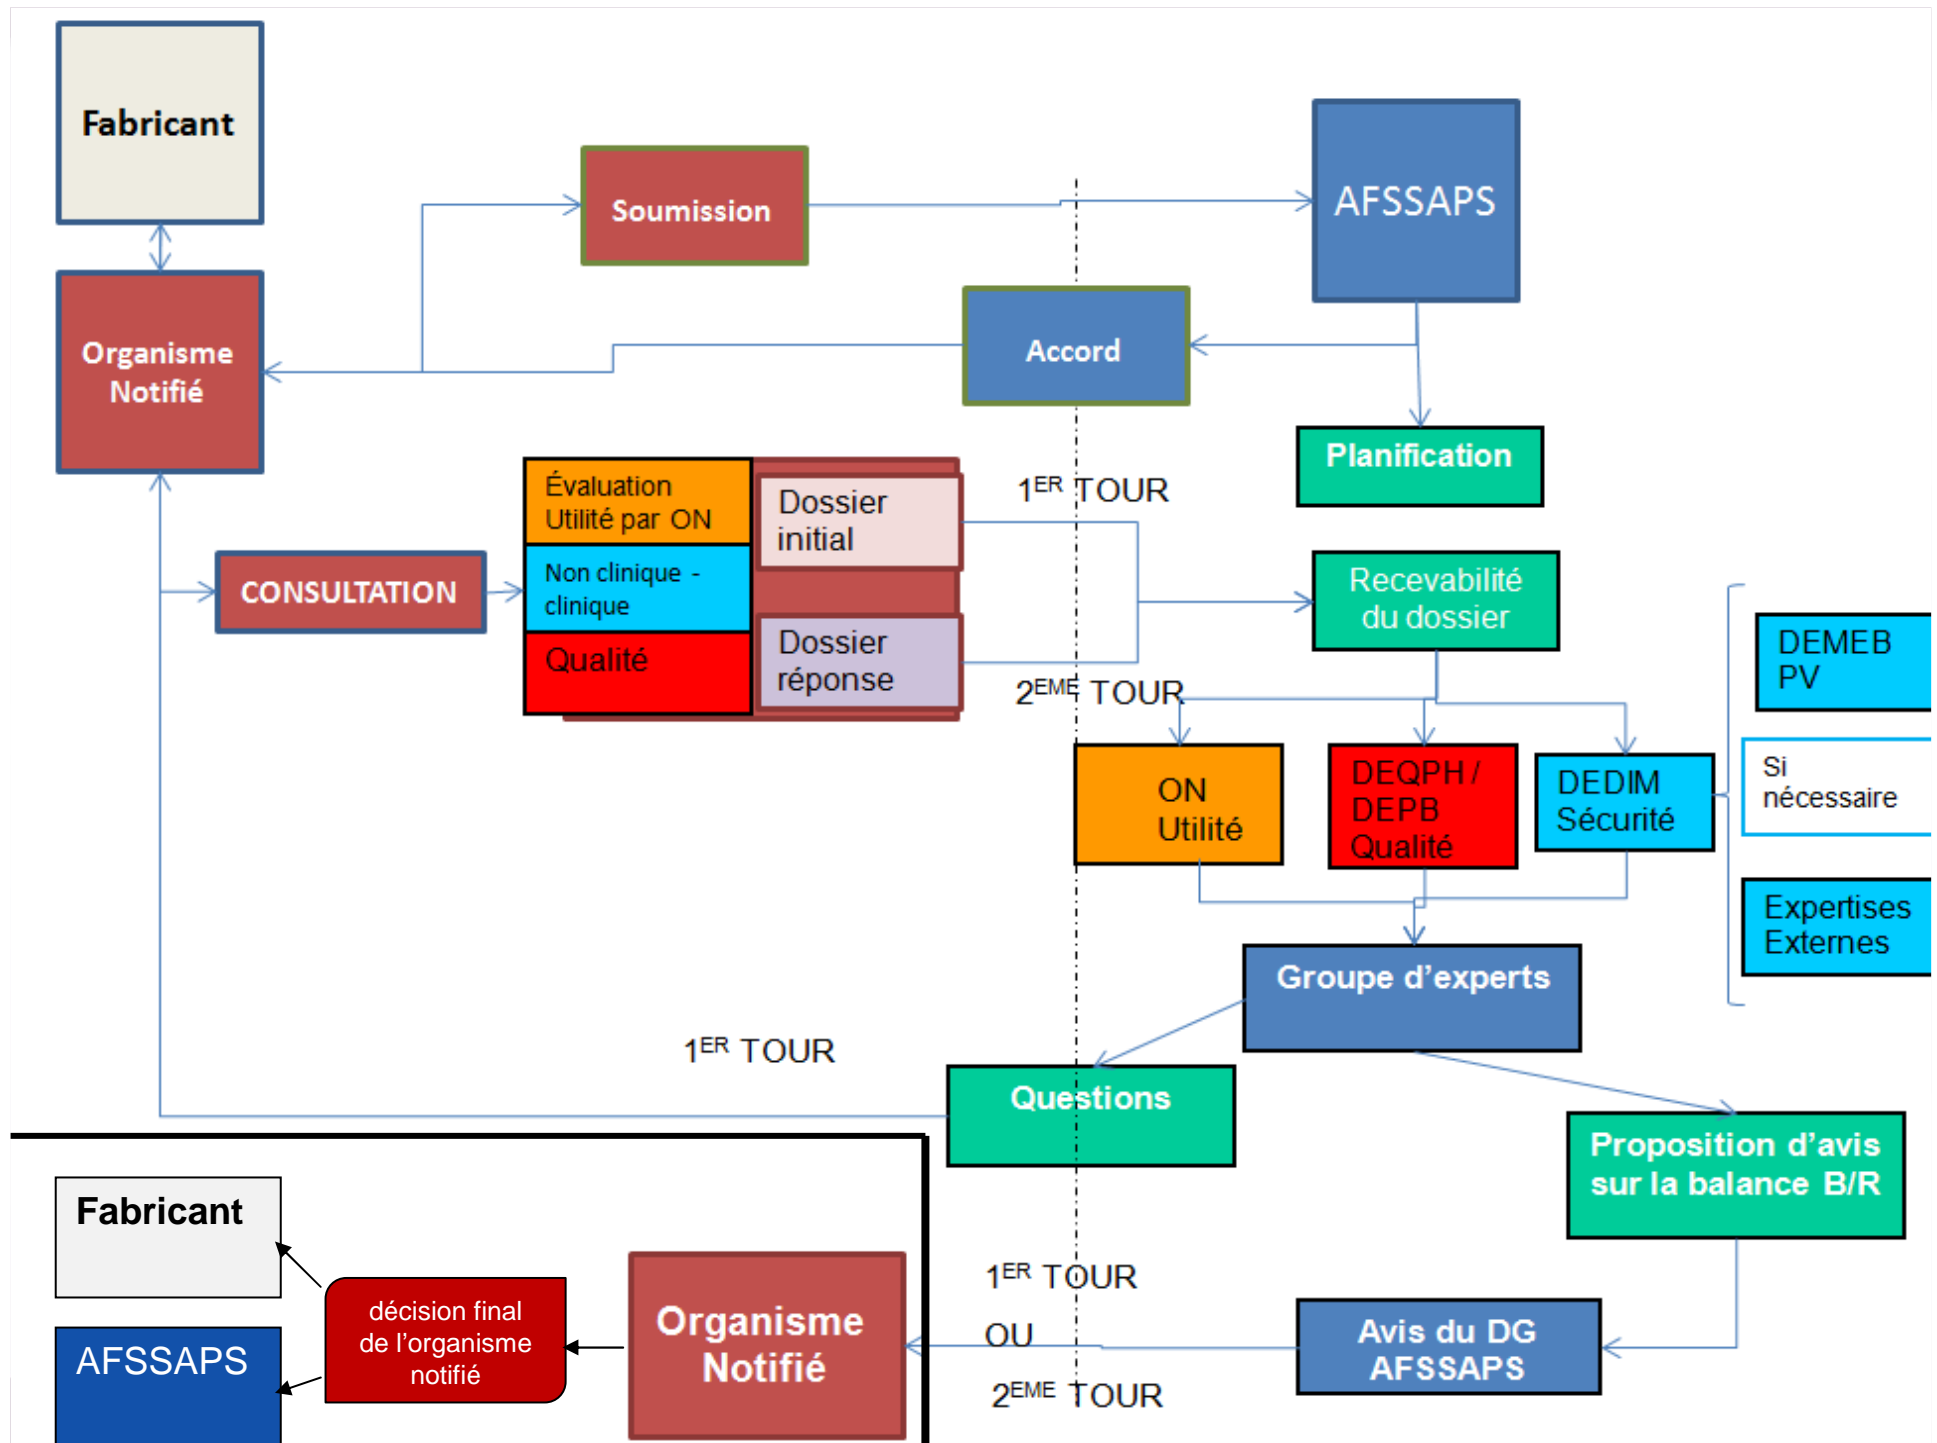 Fabricant
Soumission
AFSSAPS
Organisme
Notifié
Accord
Planification
1ER TOUR
Évaluation
Utilité par ON
Dossier
initial
Non clinique -
clinique
CONSULTATION
Qualité
Dossier
réponse
Recevabilité
du dossier
2EME TOUR
DEMEB
PV
Si
nécessaire
Expertises
Externes
ON
Utilité
DEQPH /
DEPB
Qualité
DEDIM
Sécurité
Groupe d'experts
1ER TOUR
Questions
Proposition d'avis
sur la balance B/R
Fabricant
AFSSAPS
décision final
de l'organisme
notifié
Organisme
Notifié
1ER TOUR
OU
2EME TOUR
Avis du DG
AFSSAPS